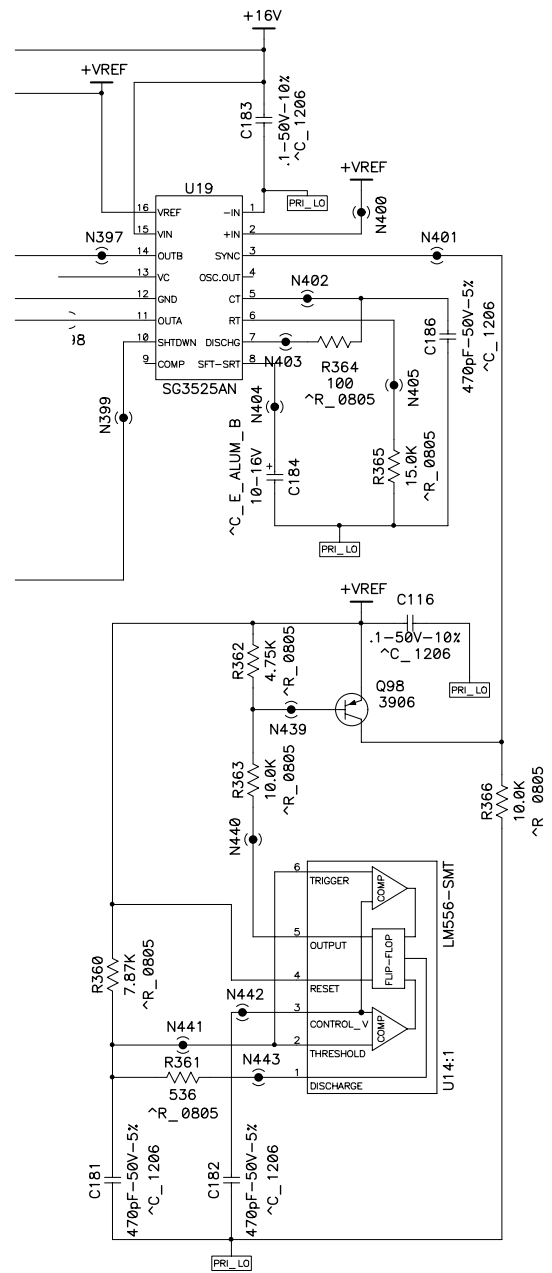 +16V
+VREF
C183
.1-50V-10%
^C_1206
+VREF
PRI_LO
N400
U19
16 VREF
-IN 1
15 VIN
+IN 2
N397
14 OUTB
SYNC 3
N401
13 VC
OSC.OUT 4
12 GND
CT 5
N402
11 OUTA
RT 6
10 SHTDWN
DISCHG 7
9 COMP
SFT-SRT 8
SG3525AN
N403
R364
100
^R_0805
C186
470pF-50V-5%
^C_1206
N399
N404
N405
^C_E_ALUM_B
10-16V
+
C184
R365
15.0K
^R_0805
PRI_LO
+VREF
C116
.1-50V-10%
^C_1206
PRI_LO
R362
4.75K
^R_0805
Q98
3906
N439
R363
10.0K
^R_0805
R366
10.0K
^R_0805
N440
LM556-SMT
6
TRIGGER
COMP
5
OUTPUT
FLIP-FLOP
4
RESET
N442
3
CONTROL_V
COMP
N441
2
THRESHOLD
N443
1
DISCHARGE
U14:1
R360
7.87K
^R_0805
R361
536
^R_0805
C181
470pF-50V-5%
^C_1206
C182
470pF-50V-5%
^C_1206
PRI_LO